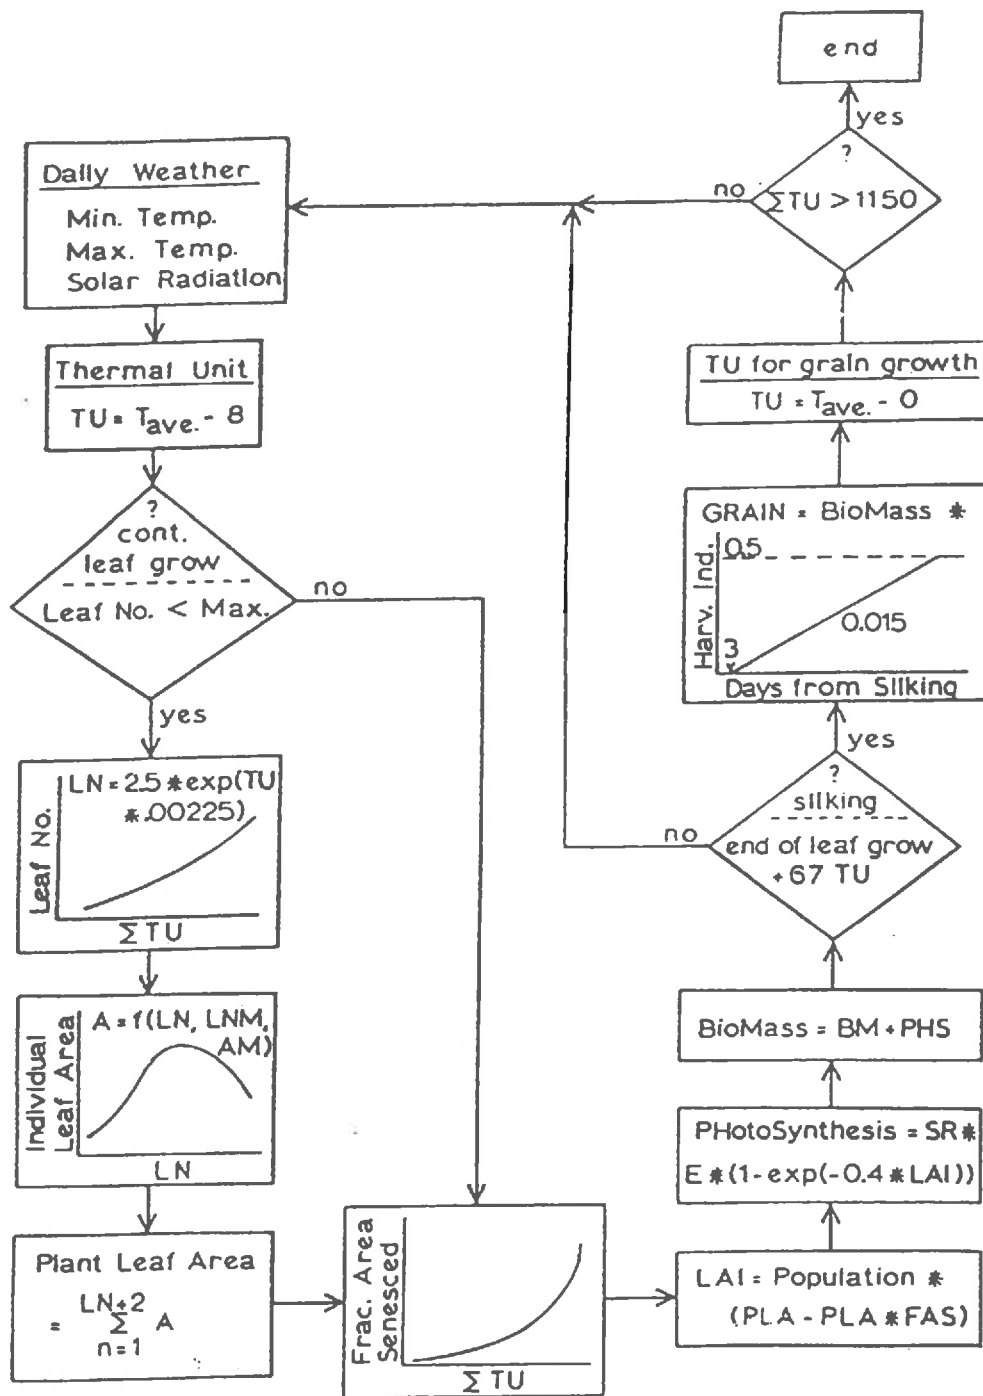 Daily Weather
Min. Temp.
Max. Temp.
Solar Radiation
Thermal Unit
TU = Tave. - 8
?
cont.
leaf grow
Leaf No. < Max.
no
yes
LN = 2.5 * exp(TU
* .00225)
Leaf No.
Σ TU
A = f(LN, LNM,
AM)
Individual
Leaf Area
LN
Plant Leaf Area
LN+2
= Σ A
n=1
Frac. Area
Senesced
Σ TU
LAI = Population *
(PLA - PLA * FAS)
PHotoSynthesis = SR *
E * (1-exp(-0.4 * LAI))
BioMass = BM + PHS
?
silking
end of leaf grow
+ 67 TU
no
yes
GRAIN = BioMass *
0.5
Harv. Ind.
0.015
3
Days from Silking
TU for grain growth
TU = Tave. - 0
?
ΣTU > 1150
no
yes
end